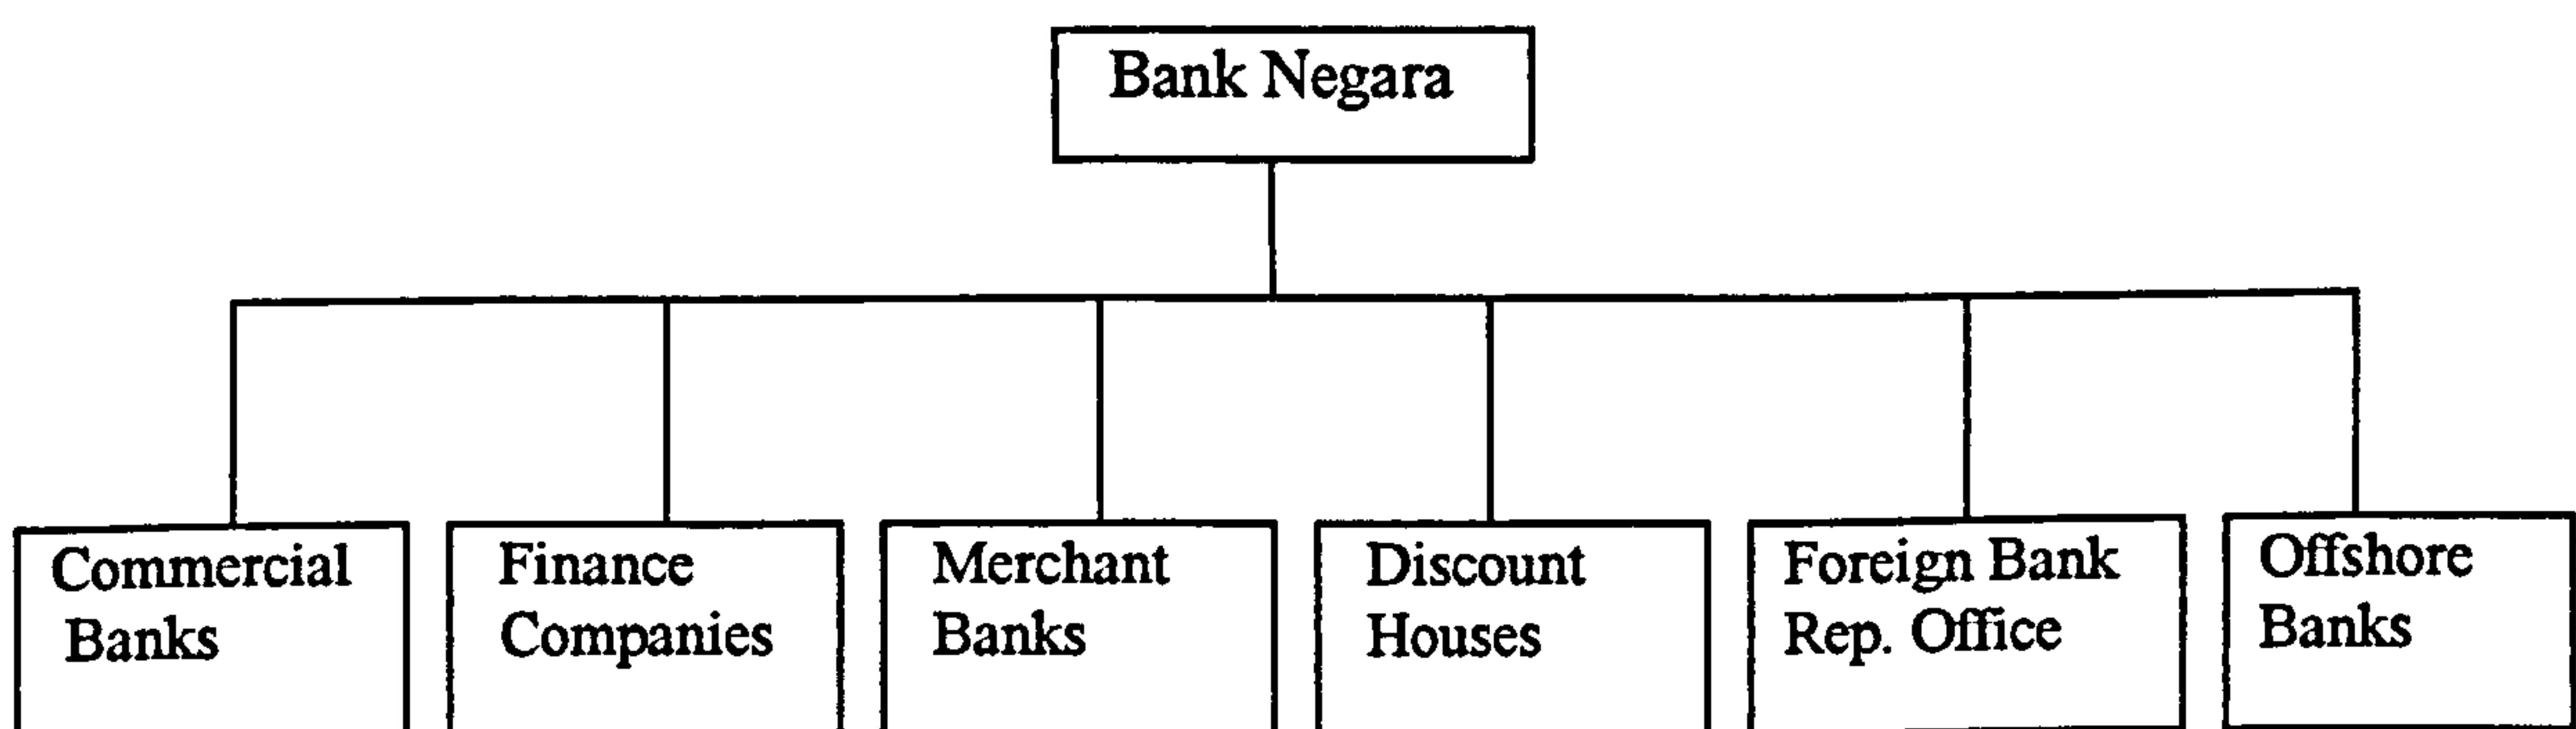 Bank Negara
Commercial
Banks
Finance
Companies
Merchant
Banks
Discount
Houses
Foreign Bank
Rep. Office
Offshore
Banks